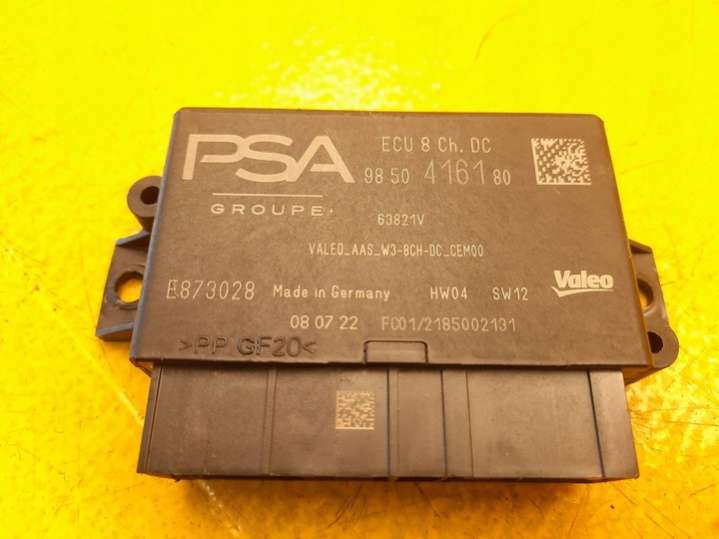 PSA
GROUPE
ECU 8 Ch. DC
98 50 4161 80
63821V
VALEO_AAS_W3-8CH-DC_CEM00
E873028 Made in Germany HW04 SW12 Valeo
08 07 22 FC01/2185002131
>PP GF20<